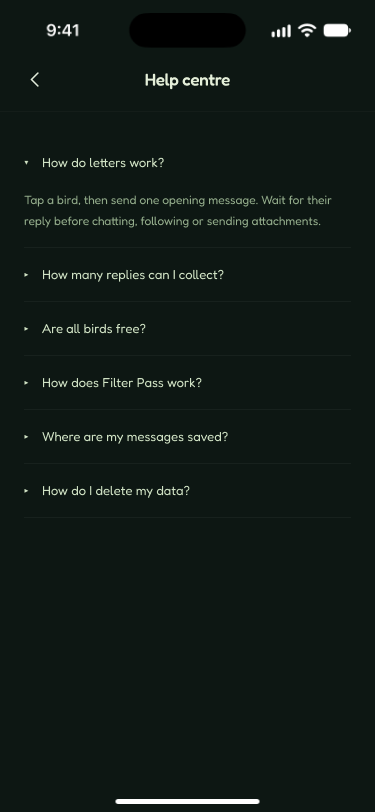 9:41
Help centre
How do letters work?
Tap a bird, then send one opening message. Wait for their
reply before chatting, following or sending attachments.
How many replies can I collect?
Are all birds free?
How does Filter Pass work?
Where are my messages saved?
How do I delete my data?